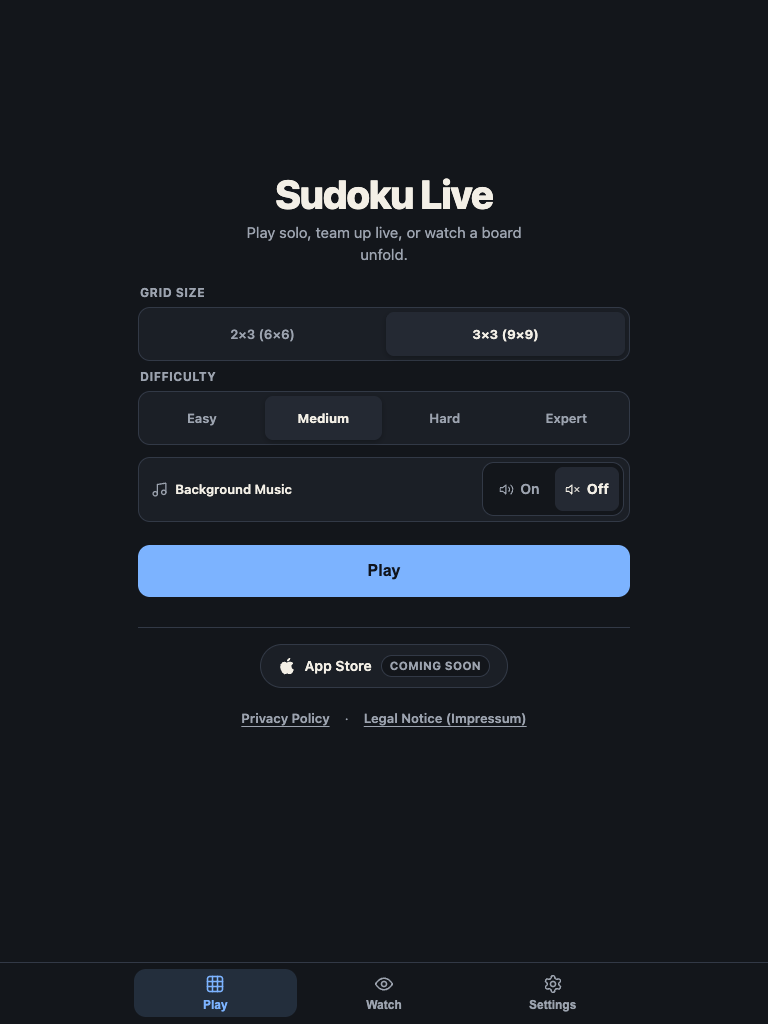 Sudoku Live
Play solo, team up live, or watch a board
unfold.
GRID SIZE
2×3 (6×6) 3×3 (9×9)
DIFFICULTY
Easy Medium Hard Expert
Background Music On Off
Play
App Store COMING SOON
Privacy Policy · Legal Notice (Impressum)
Play Watch Settings